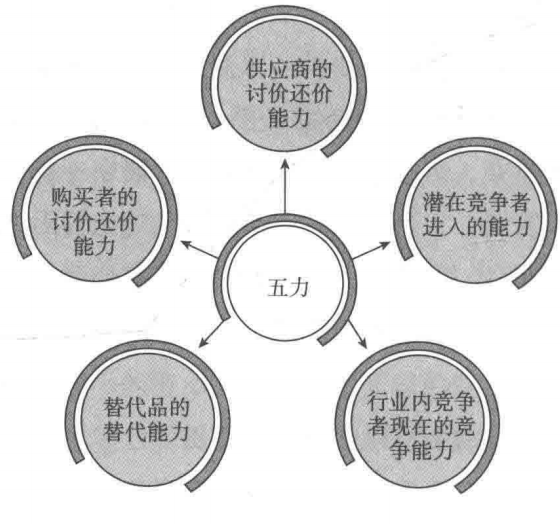 供应商的
讨价还价
能力
购买者的
讨价还价
能力
潜在竞争者
进入的能力
五力
替代品的
替代能力
行业内竞争
者现在的竞
争能力